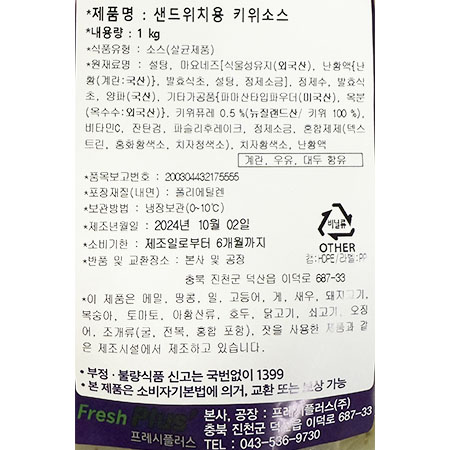 *제품명 : 샌드위치용 키위소스
*내용량 : 1 kg
*식품유형 : 소스(살균제품)
*원재료명 : 설탕, 마요네즈[식물성유지(외국산), 난황액{난
황(계란:국산)}, 발효식초, 설탕, 정제소금], 정제수, 발효식
초, 양파(국산), 기타가공품{파마산타입파우더(미국산), 옥분
(옥수수:외국산)}, 키위퓨레 0.5 %(뉴질랜드산/ 키위 100 %),
비타민C, 잔탄검, 파슬리후레이크, 정제소금, 혼합제제(덱스
트린, 홍화황색소, 치자청색소), 치자황색소, 난황액
계란, 우유, 대두 함유
*품목보고번호 : 200304432175555
*포장재질(내면) : 폴리에틸렌
*보관방법 : 냉장보관(0~10℃)
*제조년월일 : 2024년 10월 02일
*소비기한 : 제조일로부터 6개월까지
*반품 및 교환장소 : 본사 및 공장
충북 진천군 덕산읍 이덕로 687-33
비닐류
OTHER
캡:HDPE/라벨:PP
*이 제품은 메밀, 땅콩, 밀, 고등어, 게, 새우, 돼지고기,
복숭아, 토마토, 아황산류, 호두, 닭고기, 쇠고기, 오징
어, 조개류(굴, 전복, 홍합 포함), 잣을 사용한 제품과 같
은 제조시설에서 제조하고 있습니다.
• 부정 · 불량식품 신고는 국번없이 1399
• 본 제품은 소비자기본법에 의거, 교환 또는 보상 가능
Fresh Plus
프레시플러스
본사, 공장 : 프레시플러스(주)
충북 진천군 덕산읍 이덕로 687-33
TEL : 043-536-9730